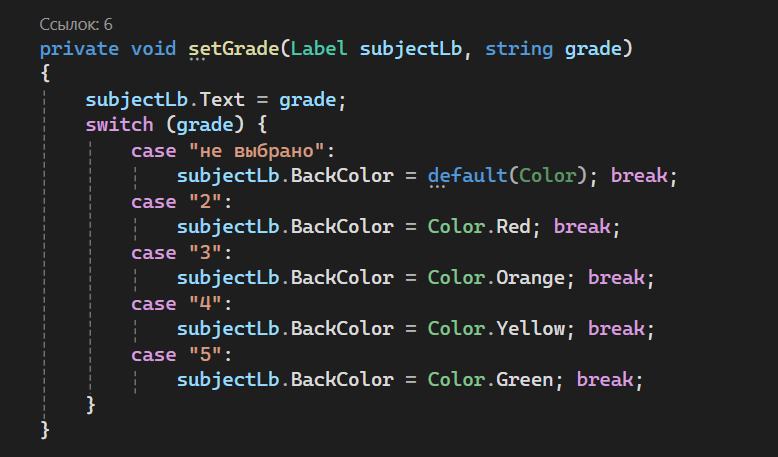 Ссылок: 6
private void setGrade(Label subjectLb, string grade)
{
    subjectLb.Text = grade;
    switch (grade) {
        case "не выбрано":
            subjectLb.BackColor = default(Color); break;
        case "2":
            subjectLb.BackColor = Color.Red; break;
        case "3":
            subjectLb.BackColor = Color.Orange; break;
        case "4":
            subjectLb.BackColor = Color.Yellow; break;
        case "5":
            subjectLb.BackColor = Color.Green; break;
    }
}